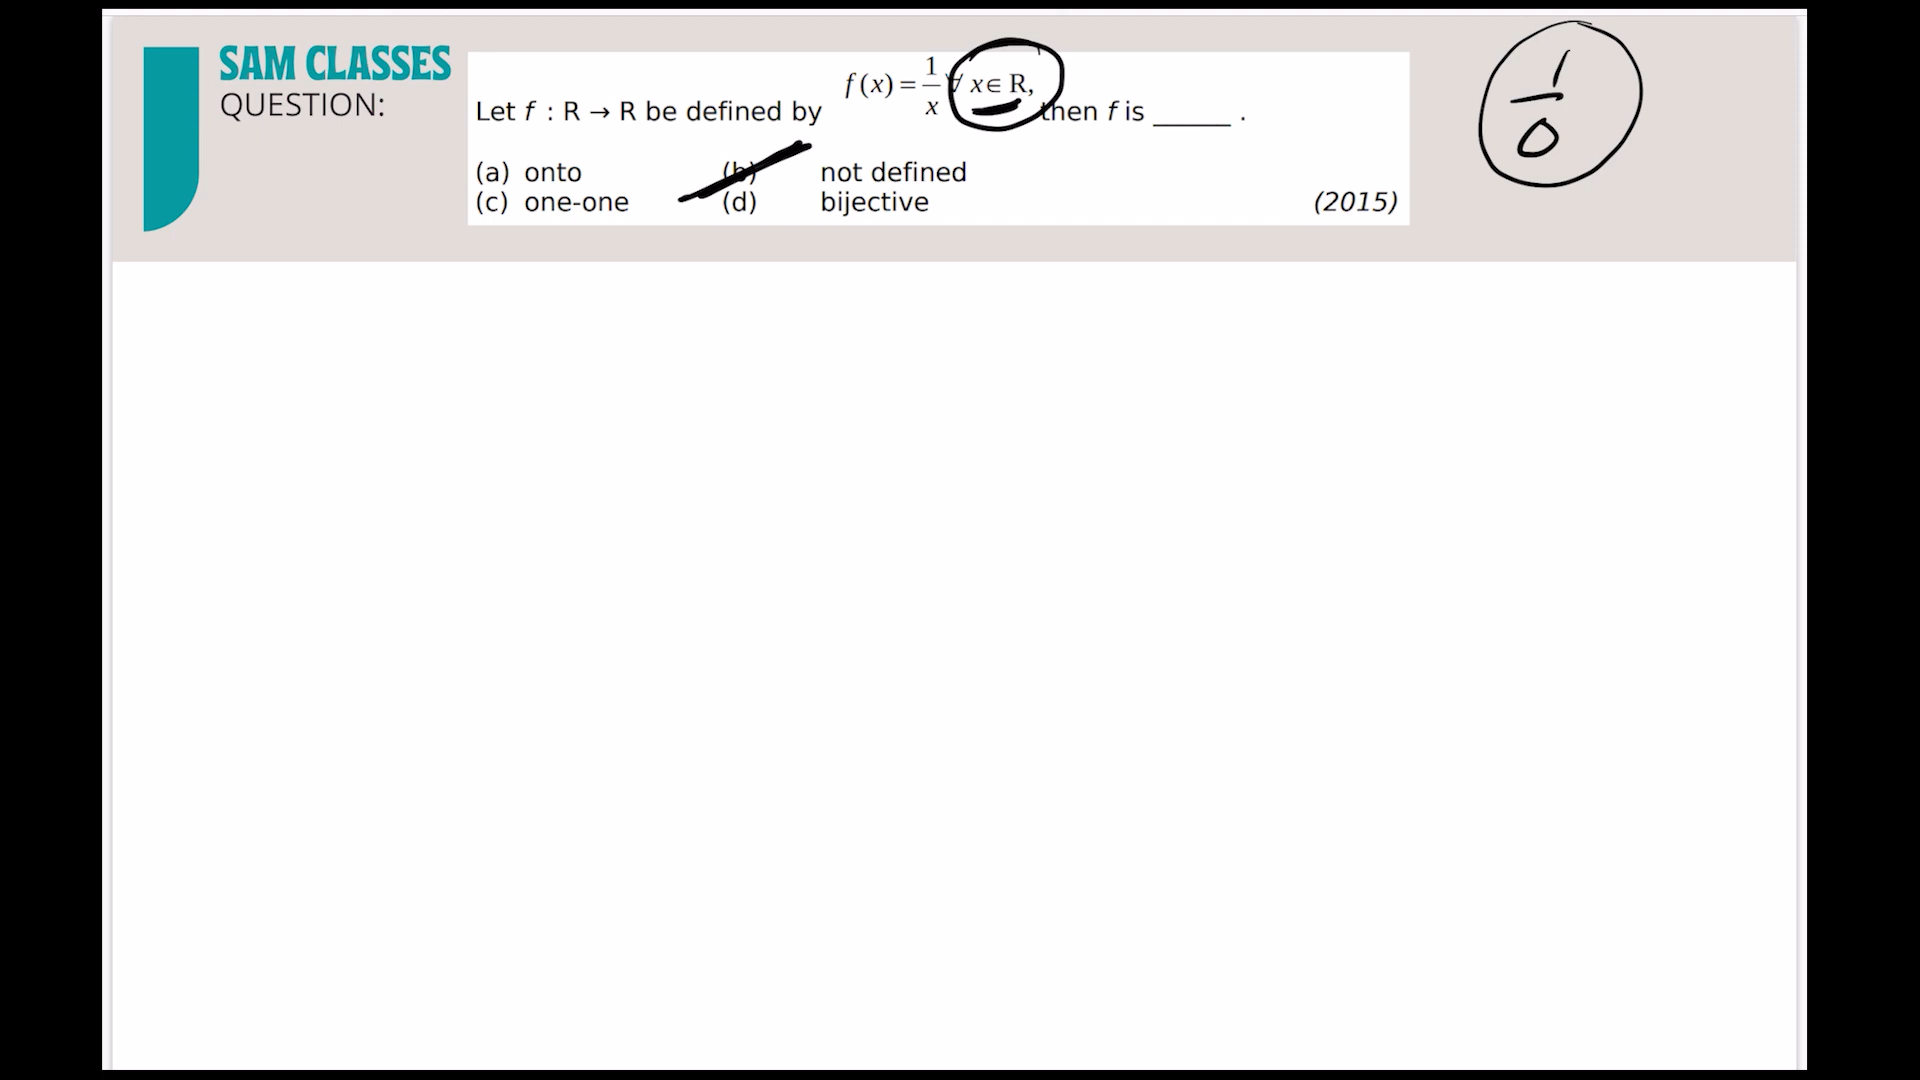 SAM CLASSES
QUESTION:
Let f : R → R be defined by f(x) = 1/x ∀ x ∈ R, then f is ______ .
(a) onto (b) not defined
(c) one-one (d) bijective (2015)
1/0